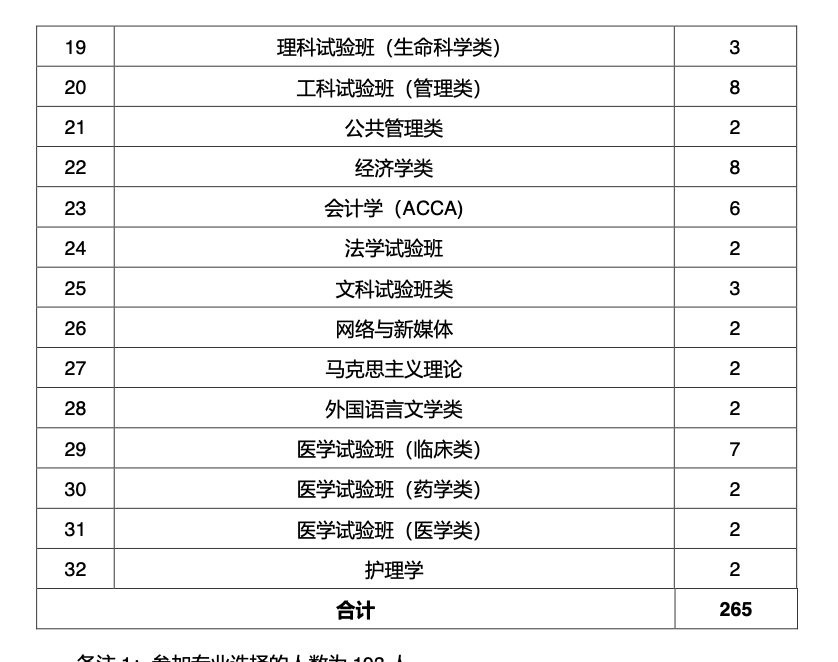 19 理科试验班（生命科学类） 3
20 工科试验班（管理类） 8
21 公共管理类 2
22 经济学类 8
23 会计学（ACCA) 6
24 法学试验班 2
25 文科试验班类 3
26 网络与新媒体 2
27 马克思主义理论 2
28 外国语言文学类 2
29 医学试验班（临床类） 7
30 医学试验班（药学类） 2
31 医学试验班（医学类） 2
32 护理学 2
合计 265
备注 1：参加专业选择的人数为 193 人